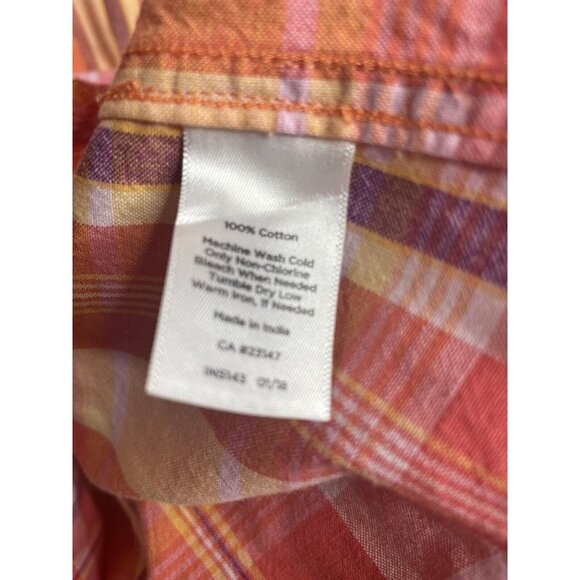 100% Cotton
Machine Wash Cold
Only Non-Chlorine
Bleach When Needed
Tumble Dry Low
Warm Iron, If Needed
Made in India
CA #23147
IN5143 01/18